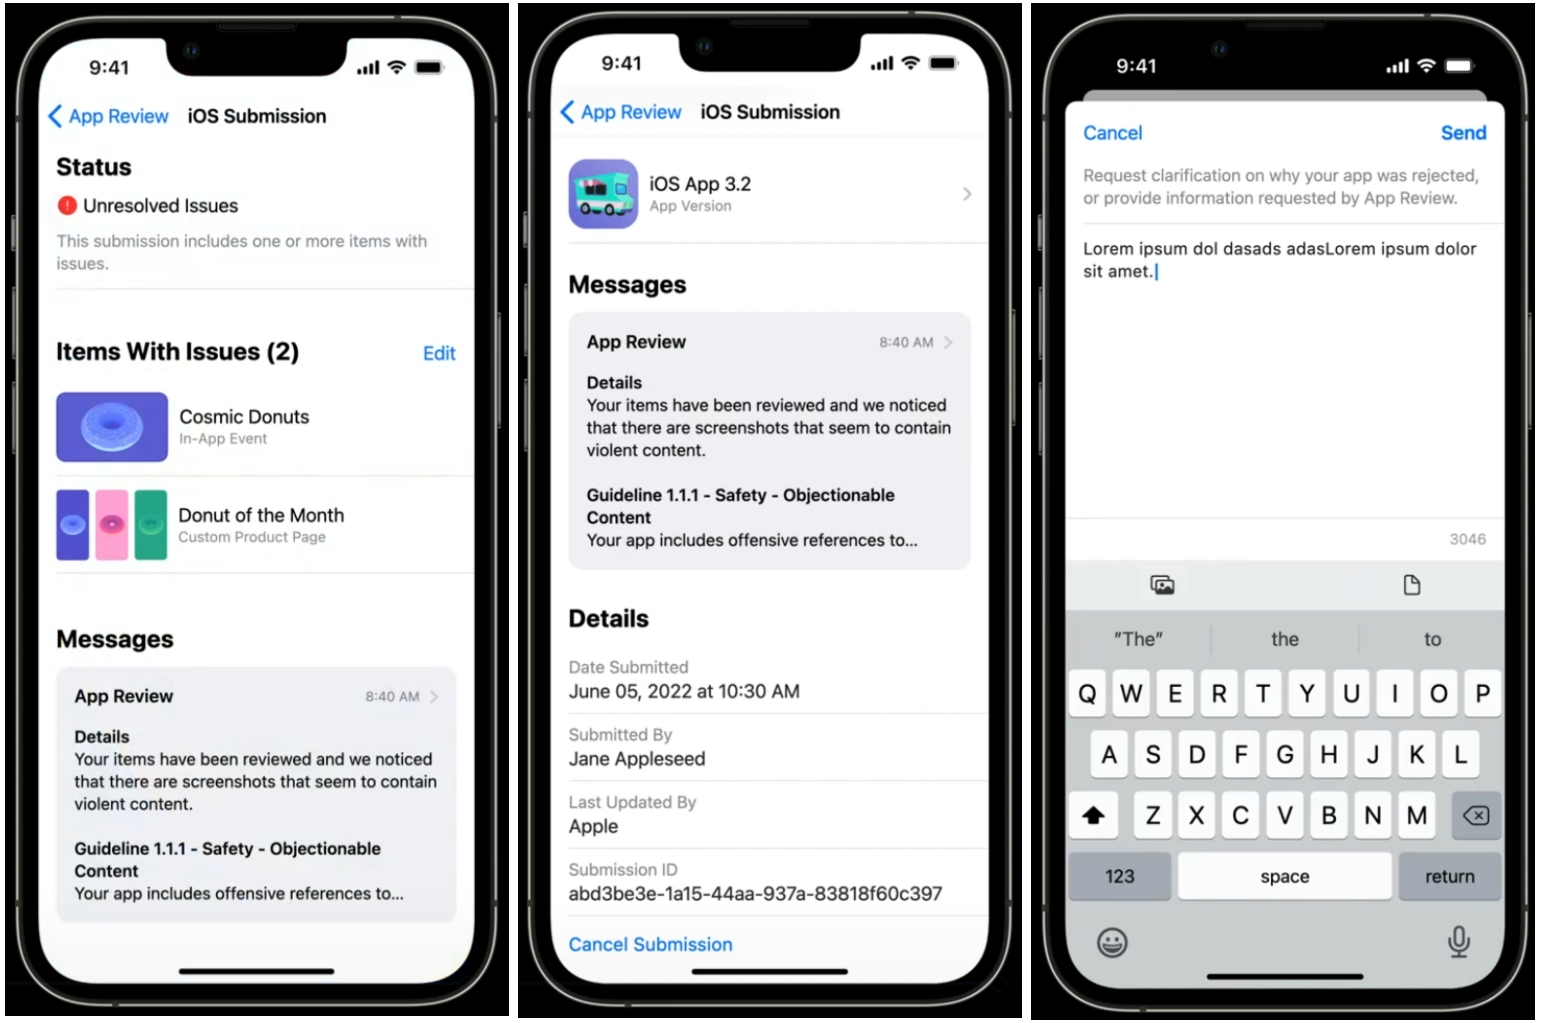 9:41
App Review iOS Submission
Status
Unresolved Issues
This submission includes one or more items with
issues.
Items With Issues (2) Edit
Cosmic Donuts
In-App Event
Donut of the Month
Custom Product Page
Messages
App Review 8:40 AM
Details
Your items have been reviewed and we noticed
that there are screenshots that seem to contain
violent content.
Guideline 1.1.1 - Safety - Objectionable
Content
Your app includes offensive references to...
9:41
App Review iOS Submission
iOS App 3.2
App Version
Messages
App Review 8:40 AM
Details
Your items have been reviewed and we noticed
that there are screenshots that seem to contain
violent content.
Guideline 1.1.1 - Safety - Objectionable
Content
Your app includes offensive references to...
Details
Date Submitted
June 05, 2022 at 10:30 AM
Submitted By
Jane Appleseed
Last Updated By
Apple
Submission ID
abd3be3e-1a15-44aa-937a-83818f60c397
Cancel Submission
9:41
Cancel Send
Request clarification on why your app was rejected,
or provide information requested by App Review.
Lorem ipsum dol dasads adasLorem ipsum dolor
sit amet.
3046
"The" the to
Q W E R T Y U I O P
A S D F G H J K L
Z X C V B N M
123 space return